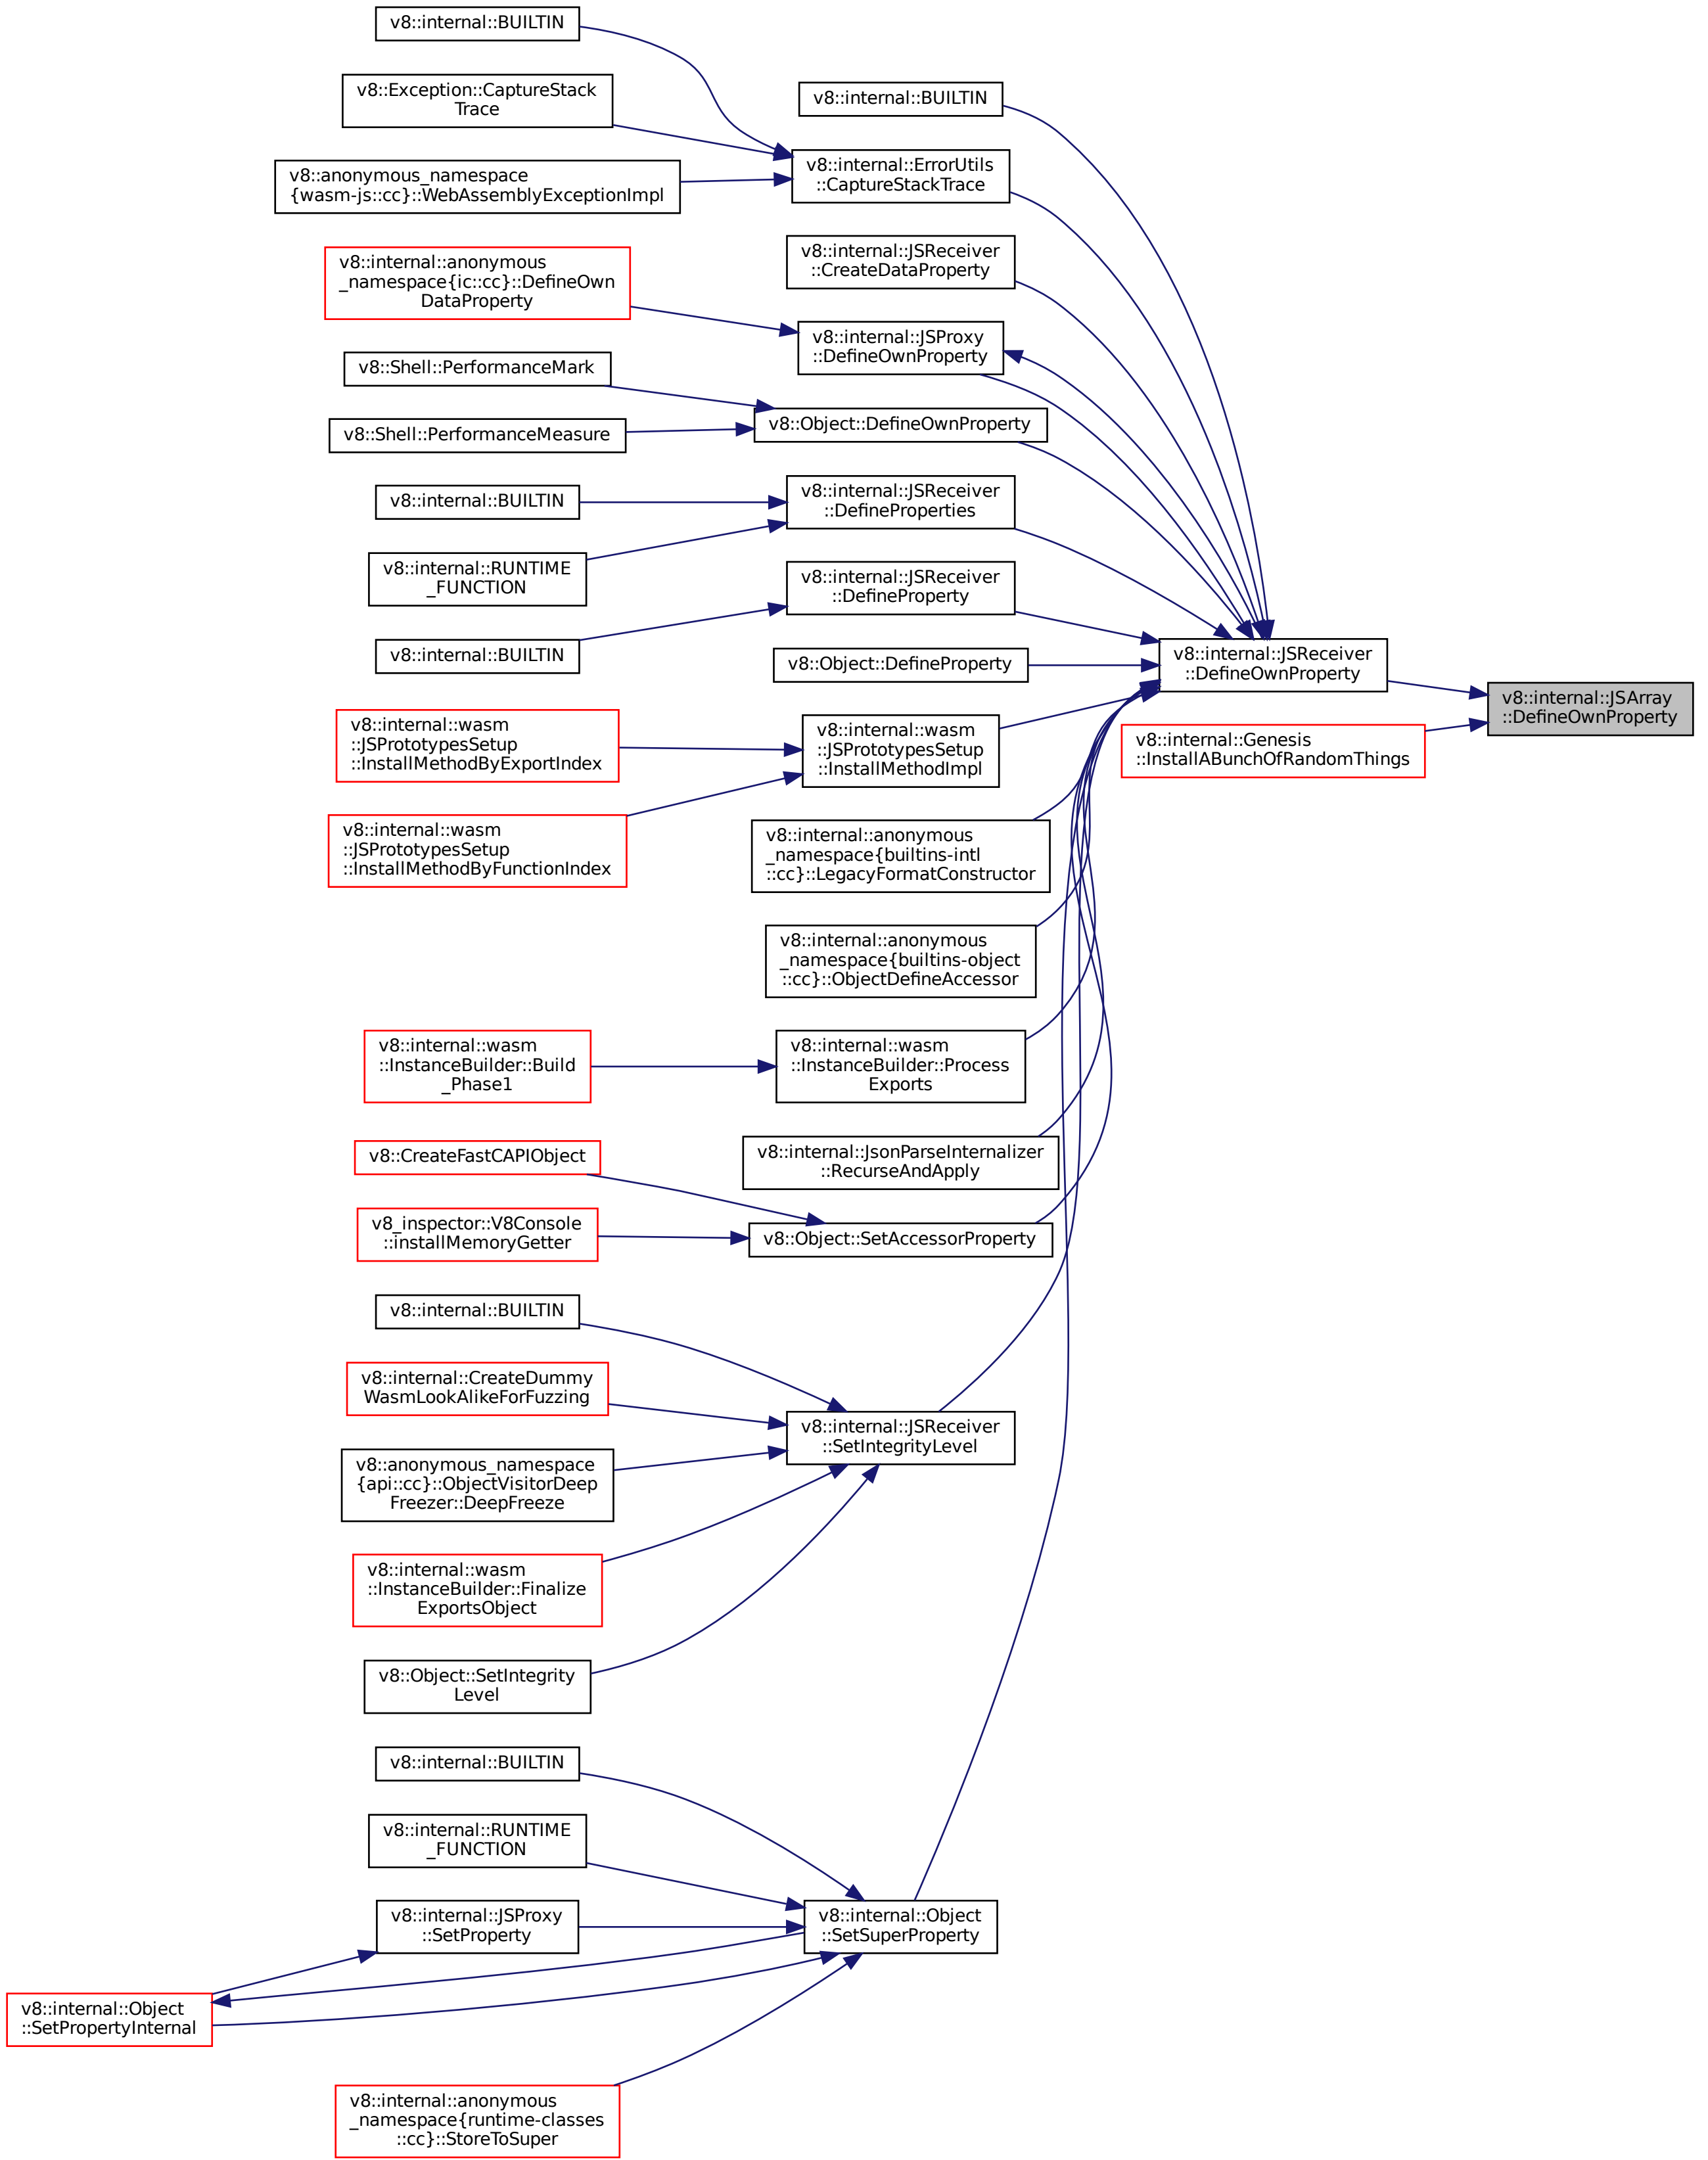 v8::internal::BUILTIN
v8::Exception::CaptureStack
Trace
v8::anonymous_namespace
{wasm-js::cc}::WebAssemblyExceptionImpl
v8::internal::anonymous
_namespace{ic::cc}::DefineOwn
DataProperty
v8::Shell::PerformanceMark
v8::Shell::PerformanceMeasure
v8::internal::BUILTIN
v8::internal::RUNTIME
_FUNCTION
v8::internal::BUILTIN
v8::internal::wasm
::JSPrototypesSetup
::InstallMethodByExportIndex
v8::internal::wasm
::JSPrototypesSetup
::InstallMethodByFunctionIndex
v8::internal::wasm
::InstanceBuilder::Build
_Phase1
v8::CreateFastCAPIObject
v8_inspector::V8Console
::installMemoryGetter
v8::internal::BUILTIN
v8::internal::CreateDummy
WasmLookAlikeForFuzzing
v8::anonymous_namespace
{api::cc}::ObjectVisitorDeep
Freezer::DeepFreeze
v8::internal::wasm
::InstanceBuilder::Finalize
ExportsObject
v8::Object::SetIntegrity
Level
v8::internal::BUILTIN
v8::internal::RUNTIME
_FUNCTION
v8::internal::JSProxy
::SetProperty
v8::internal::Object
::SetPropertyInternal
v8::internal::anonymous
_namespace{runtime-classes
::cc}::StoreToSuper
v8::internal::BUILTIN
v8::internal::ErrorUtils
::CaptureStackTrace
v8::internal::JSReceiver
::CreateDataProperty
v8::internal::JSProxy
::DefineOwnProperty
v8::Object::DefineOwnProperty
v8::internal::JSReceiver
::DefineProperties
v8::internal::JSReceiver
::DefineProperty
v8::Object::DefineProperty
v8::internal::wasm
::JSPrototypesSetup
::InstallMethodImpl
v8::internal::anonymous
_namespace{builtins-intl
::cc}::LegacyFormatConstructor
v8::internal::anonymous
_namespace{builtins-object
::cc}::ObjectDefineAccessor
v8::internal::wasm
::InstanceBuilder::Process
Exports
v8::internal::JsonParseInternalizer
::RecurseAndApply
v8::Object::SetAccessorProperty
v8::internal::JSReceiver
::SetIntegrityLevel
v8::internal::Object
::SetSuperProperty
v8::internal::JSReceiver
::DefineOwnProperty
v8::internal::Genesis
::InstallABunchOfRandomThings
v8::internal::JSArray
::DefineOwnProperty